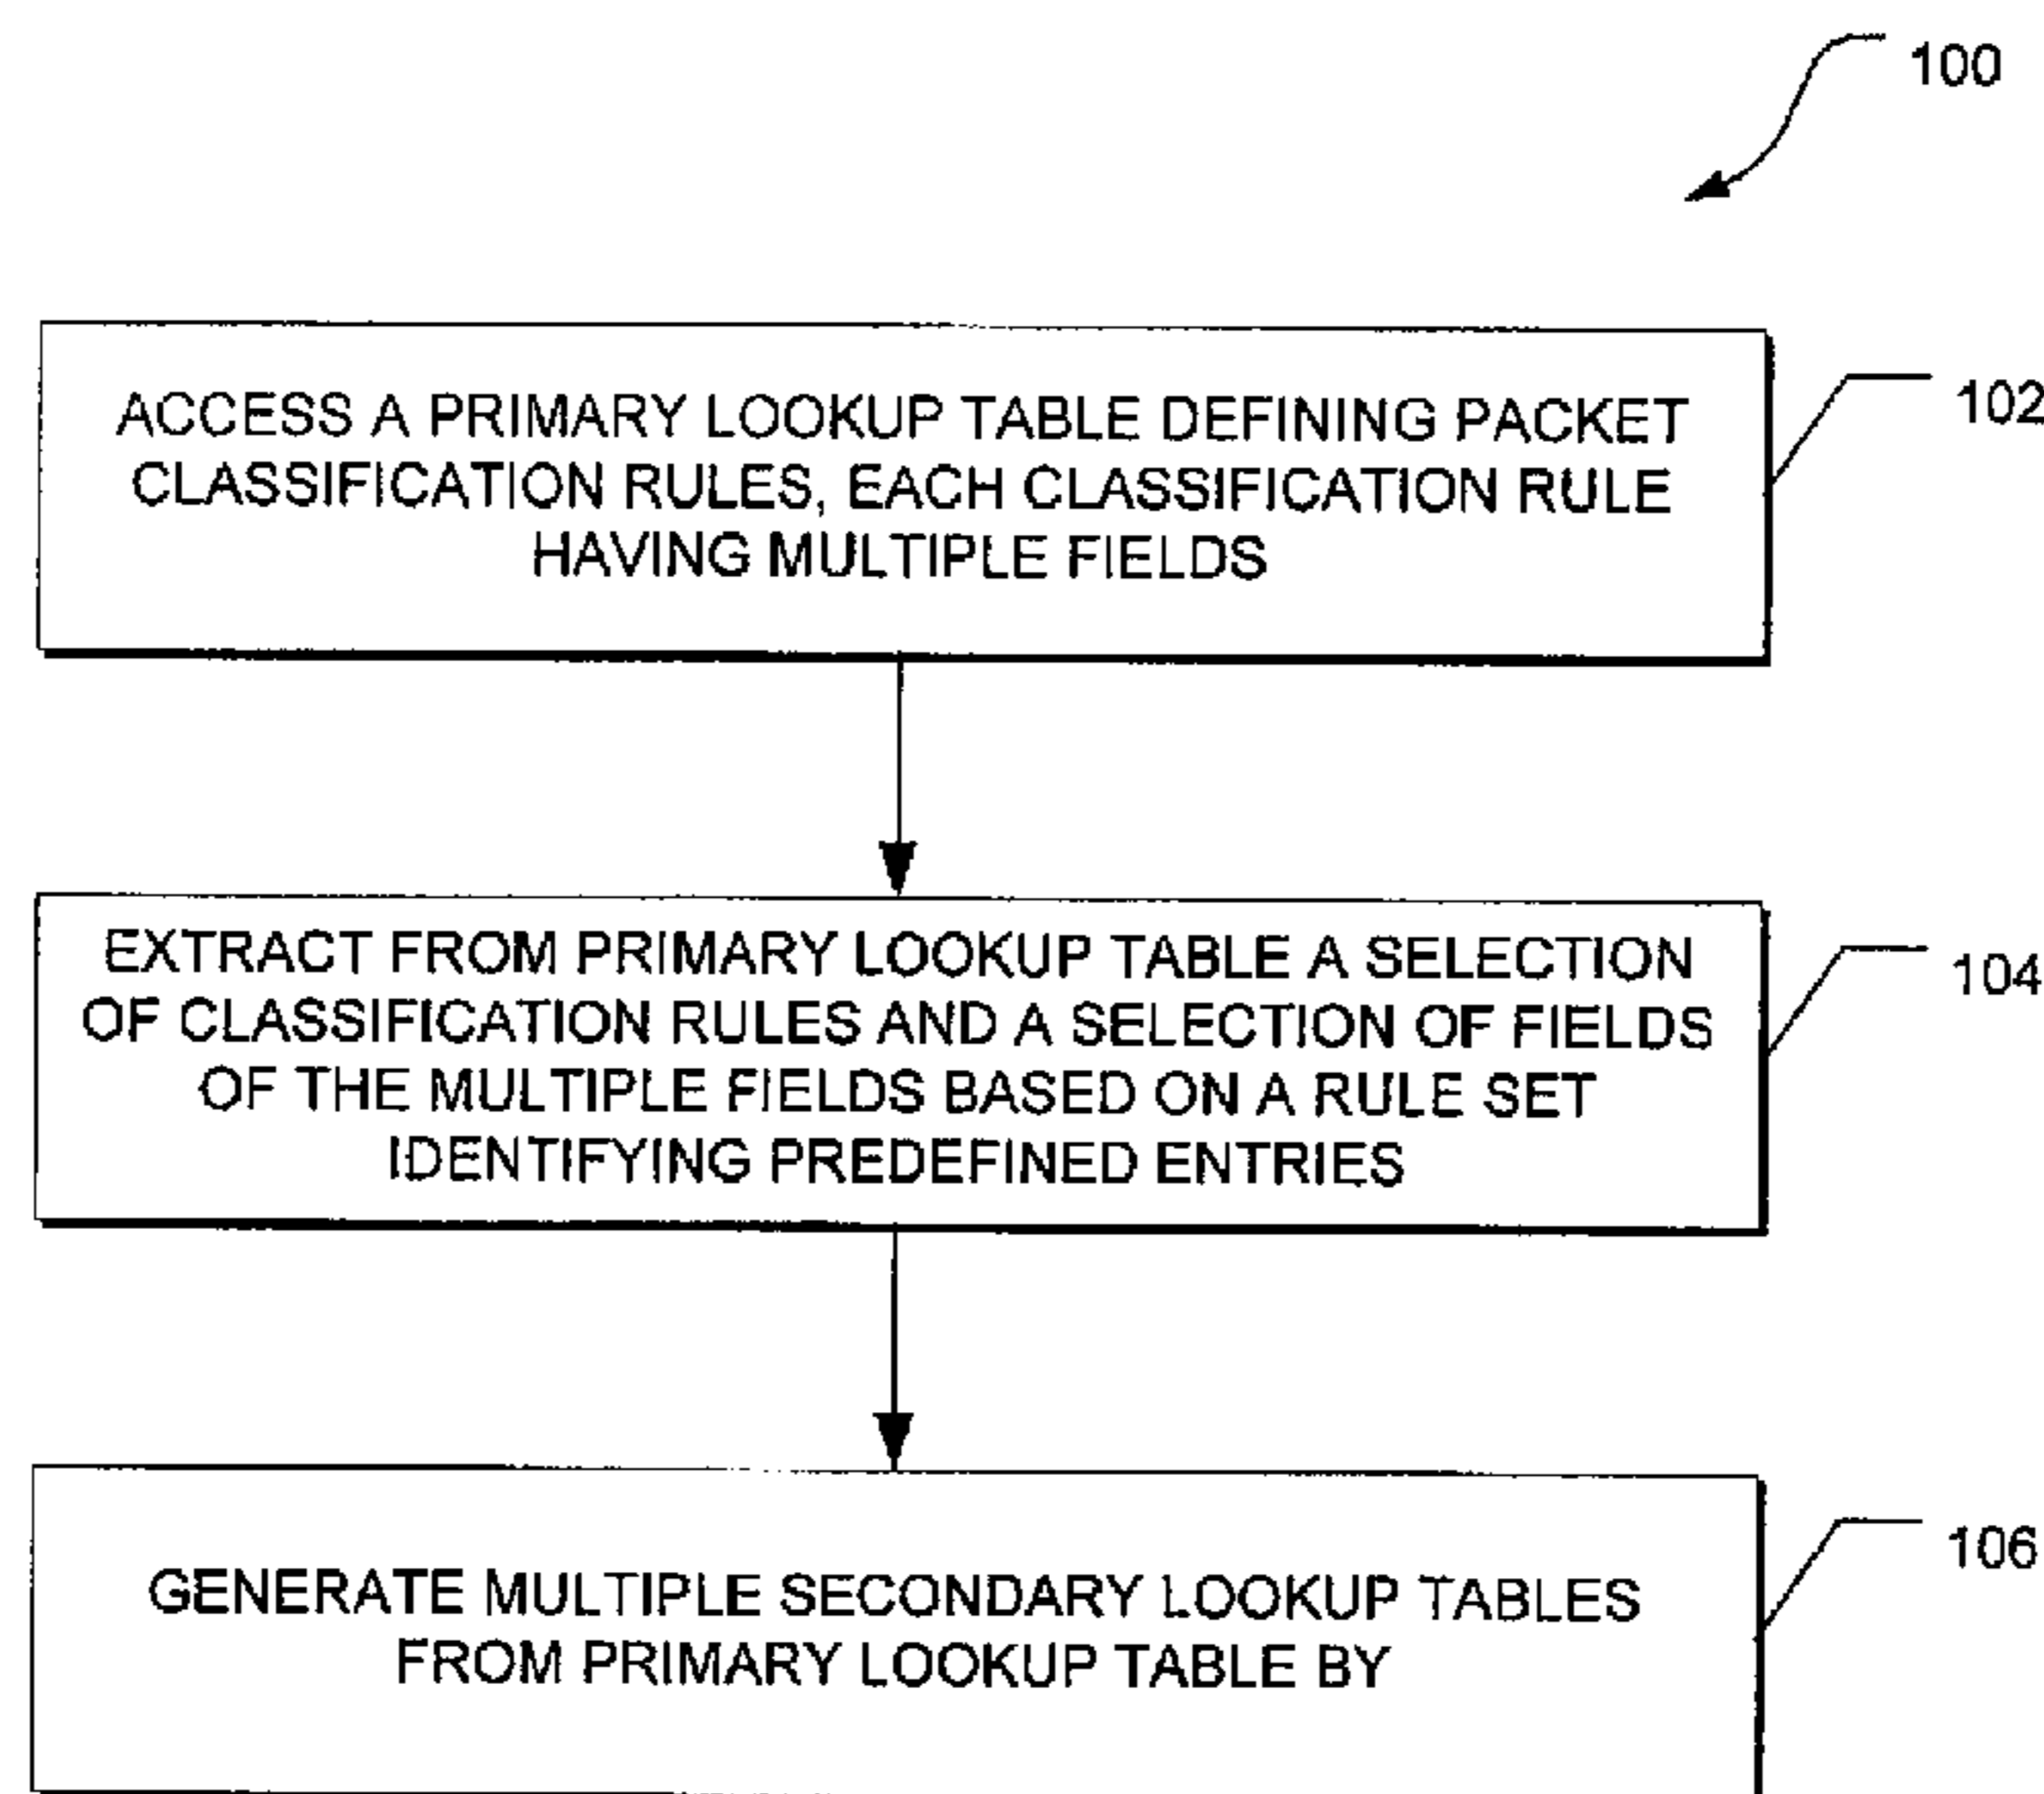 100
ACCESS A PRIMARY LOOKUP TABLE DEFINING PACKET
CLASSIFICATION RULES, EACH CLASSIFICATION RULE
HAVING MULTIPLE FIELDS
102
EXTRACT FROM PRIMARY LOOKUP TABLE A SELECTION
OF CLASSIFICATION RULES AND A SELECTION OF FIELDS
OF THE MULTIPLE FIELDS BASED ON A RULE SET
IDENTIFYING PREDEFINED ENTRIES
104
GENERATE MULTIPLE SECONDARY LOOKUP TABLES
FROM PRIMARY LOOKUP TABLE BY
106